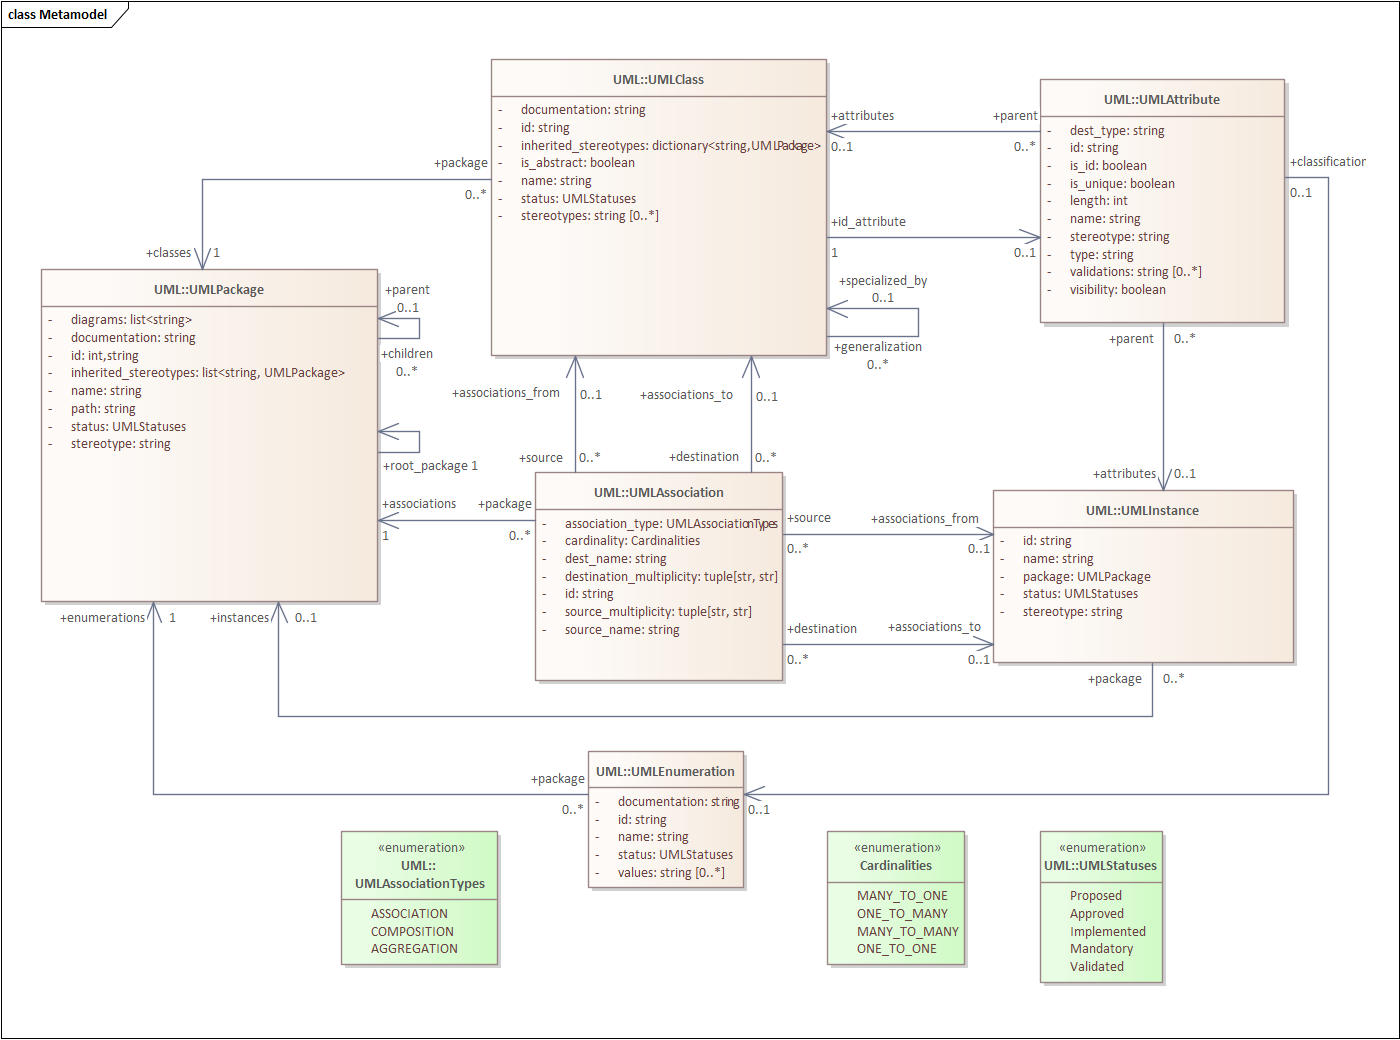 class Metamodel
UML::UMLClass
- documentation: string
- id: string
- inherited_stereotypes: dictionary<string,UMLPackage>
- is_abstract: boolean
- name: string
- status: UMLStatuses
- stereotypes: string [0..*]
UML::UMLAttribute
- dest_type: string
- id: string
- is_id: boolean
- is_unique: boolean
- length: int
- name: string
- stereotype: string
- type: string
- validations: string [0..*]
- visibility: boolean
+attributes
+parent
0..1
0..*
+classification
0..1
+package
0..*
+id_attribute
1
0..1
+classes
1
+specialized_by
0..1
+generalization
0..*
UML::UMLPackage
- diagrams: list<string>
- documentation: string
- id: int,string
- inherited_stereotypes: list<string, UMLPackage>
- name: string
- path: string
- status: UMLStatuses
- stereotype: string
+parent
0..1
+children
0..*
+root_package 1
+parent
0..*
+associations_from
0..1
+associations_to
0..1
+source
0..*
+destination
0..*
+attributes
0..1
+associations
1
+package
0..*
UML::UMLAssociation
- association_type: UMLAssociationTypes
- cardinality: Cardinalities
- dest_name: string
- destination_multiplicity: tuple[str, str]
- id: string
- source_multiplicity: tuple[str, str]
- source_name: string
+source
0..*
+associations_from
0..1
+destination
0..*
+associations_to
0..1
UML::UMLInstance
- id: string
- name: string
- package: UMLPackage
- status: UMLStatuses
- stereotype: string
+enumerations
1
+instances
0..1
+package
0..*
+package
0..*
UML::UMLEnumeration
- documentation: string
- id: string
- name: string
- status: UMLStatuses
- values: string [0..*]
0..1
«enumeration»
UML::
UMLAssociationTypes
ASSOCIATION
COMPOSITION
AGGREGATION
«enumeration»
Cardinalities
MANY_TO_ONE
ONE_TO_MANY
MANY_TO_MANY
ONE_TO_ONE
«enumeration»
UML::UMLStatuses
Proposed
Approved
Implemented
Mandatory
Validated